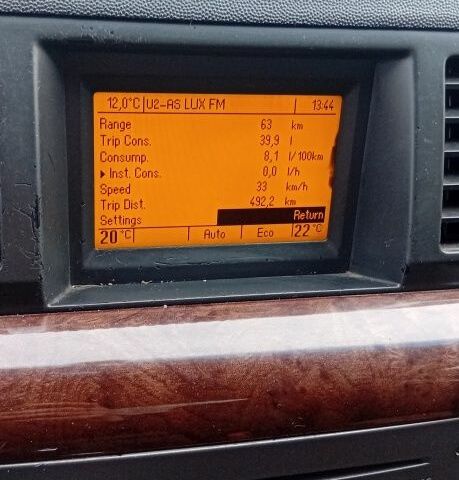 12,0°C U2-AS LUX FM 13:44
Range 63 km
Trip Cons. 39,9 l
Consump. 8,1 l/100km
Inst. Cons. 0,0 l/h
Speed 33 km/h
Trip Dist. 492,2 km
Settings Return
20°C Auto Eco 22°C